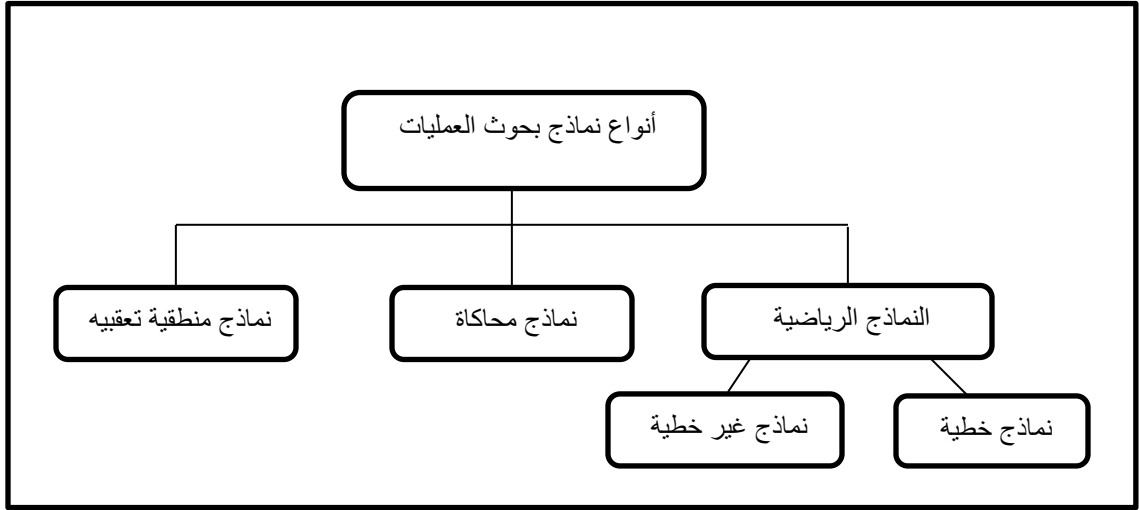 أنواع نماذج بحوث العمليات
النماذج الرياضية
نماذج محاكاة
نماذج منطقية تعقبيه
نماذج خطية
نماذج غير خطية